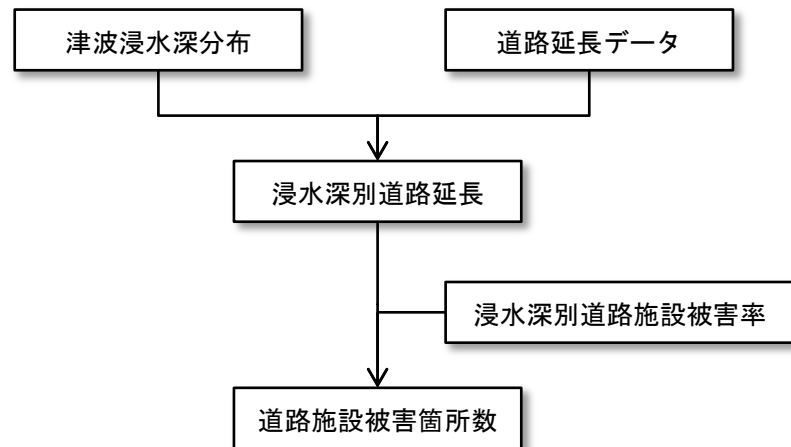 津波浸水深分布
道路延長データ
浸水深別道路延長
浸水深別道路施設被害率
道路施設被害箇所数